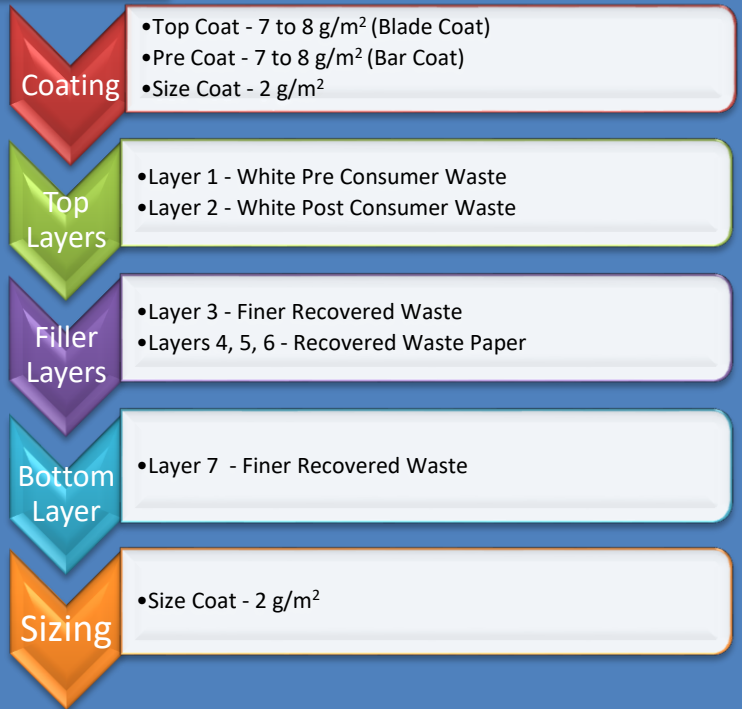 Coating
•Top Coat - 7 to 8 g/m² (Blade Coat)
•Pre Coat - 7 to 8 g/m² (Bar Coat)
•Size Coat - 2 g/m²
Top
Layers
•Layer 1 - White Pre Consumer Waste
•Layer 2 - White Post Consumer Waste
Filler
Layers
•Layer 3 - Finer Recovered Waste
•Layers 4, 5, 6 - Recovered Waste Paper
Bottom
Layer
•Layer 7 - Finer Recovered Waste
Sizing
•Size Coat - 2 g/m²